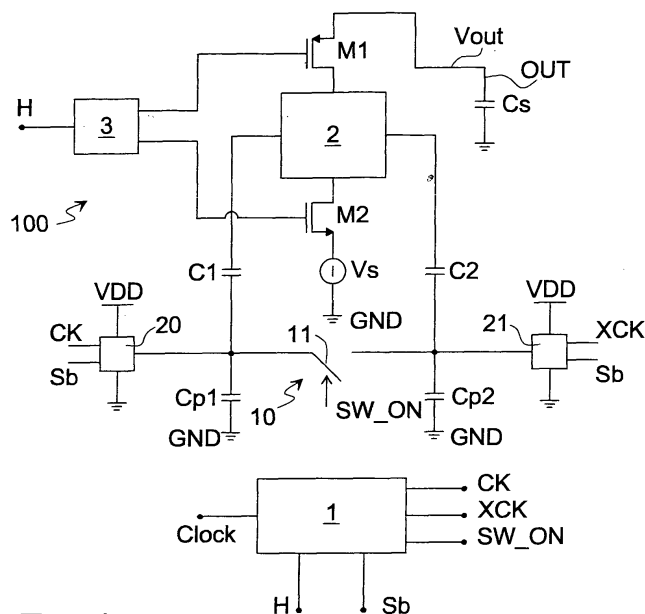 M1
Vout
OUT
H
3
Cs
2
100
M2
C1
Vs
C2
VDD
GND
VDD
CK
20
11
21
XCK
Sb
Sb
Cp1
10
SW_ON
Cp2
GND
GND
1
CK
XCK
SW_ON
Clock
H
Sb